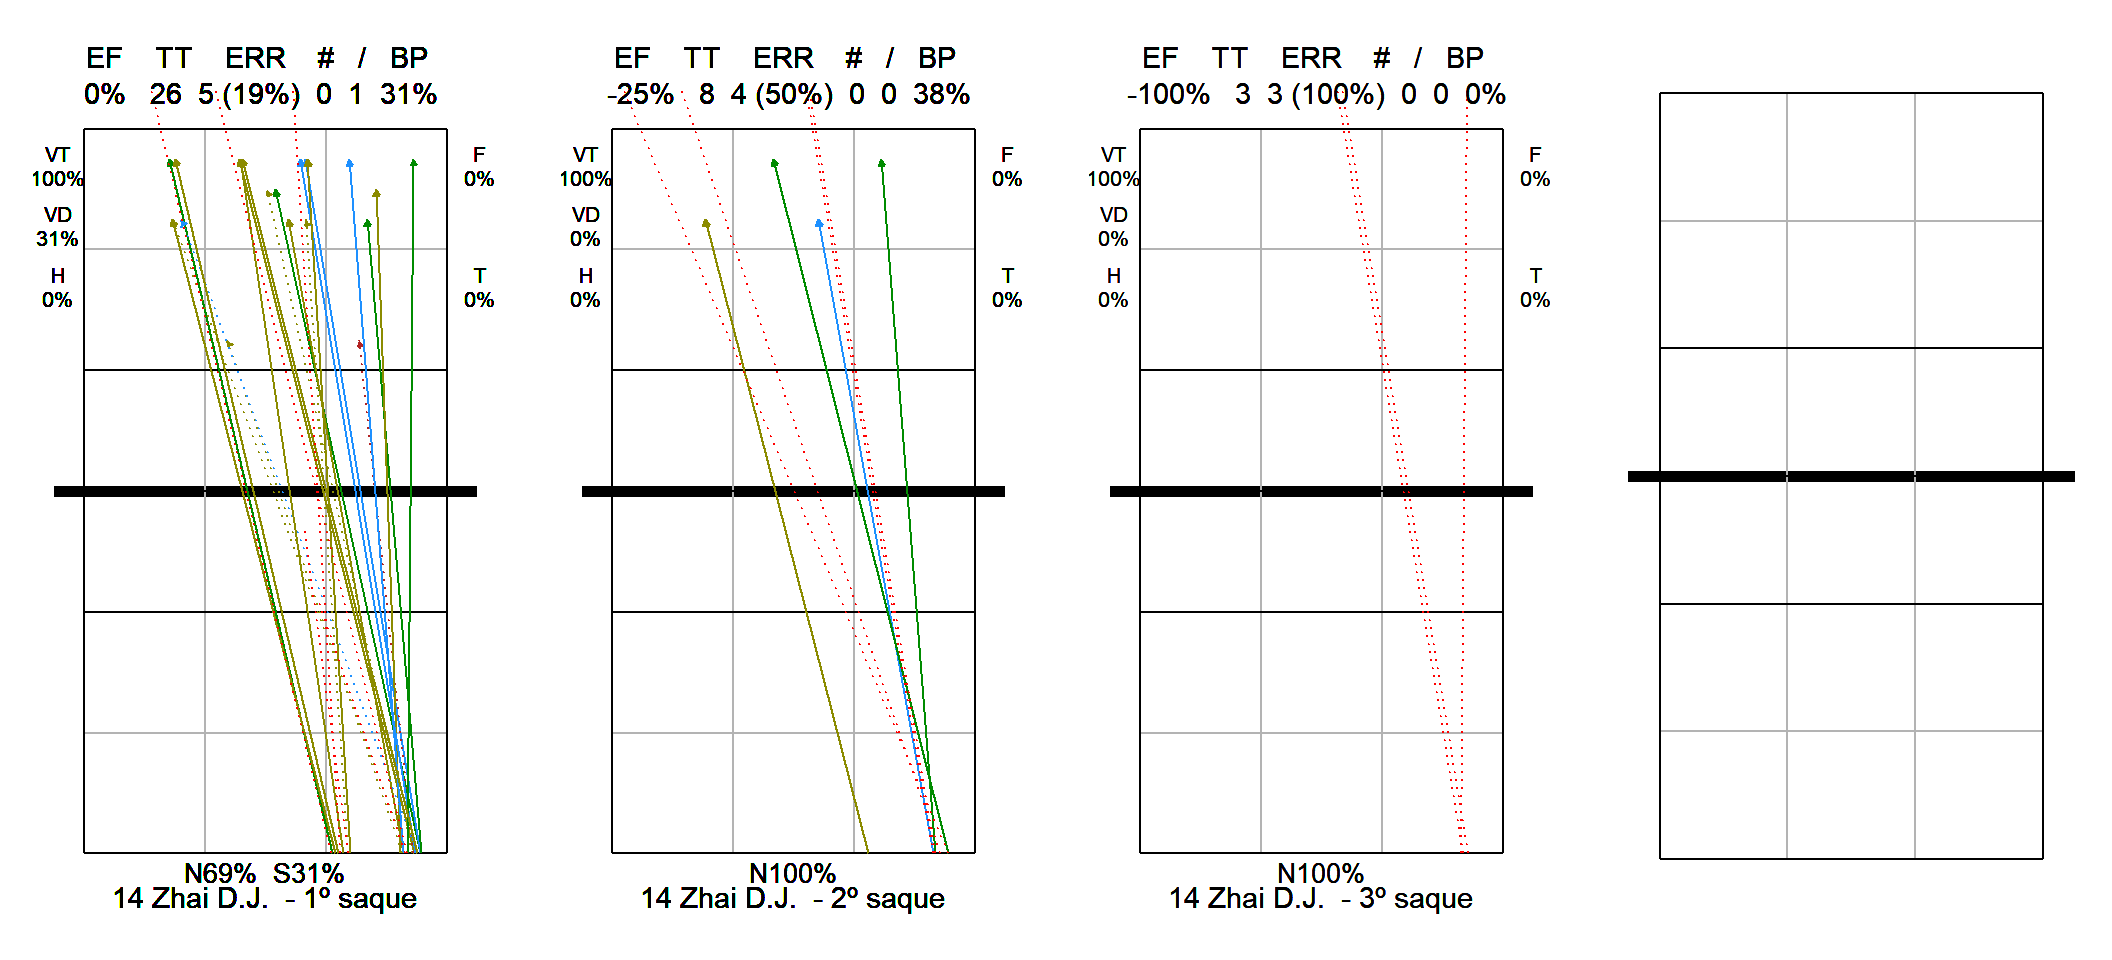 EF TT ERR # / BP
0% 26 5 (19%) 0 1 31%
VT
100%
VD
31%
H
0%
F
0%
T
0%
N69% S31%
14 Zhai D.J. - 1º saque
EF TT ERR # / BP
-25% 8 4 (50%) 0 0 38%
VT
100%
VD
0%
H
0%
F
0%
T
0%
N100%
14 Zhai D.J. - 2º saque
EF TT ERR # / BP
-100% 3 3 (100%) 0 0 0%
VT
100%
VD
0%
H
0%
F
0%
T
0%
N100%
14 Zhai D.J. - 3º saque